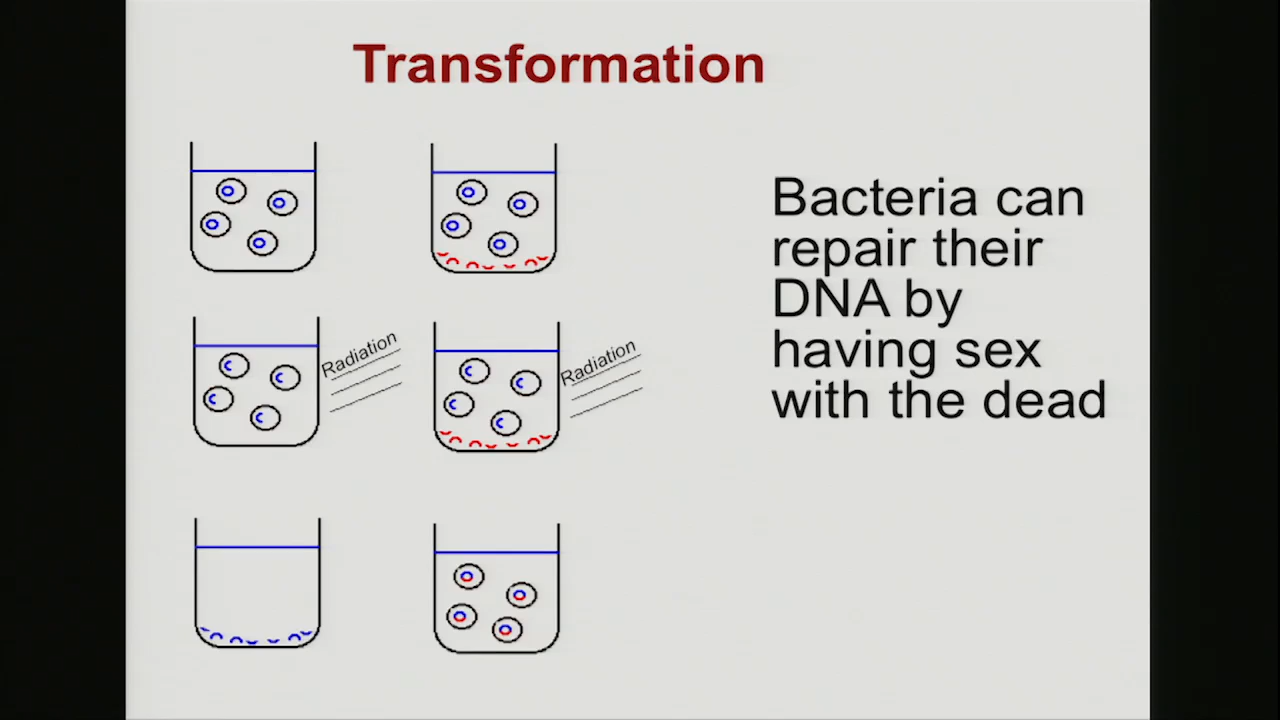 Transformation
Bacteria can
repair their
DNA by
having sex
with the dead
Radiation
Radiation